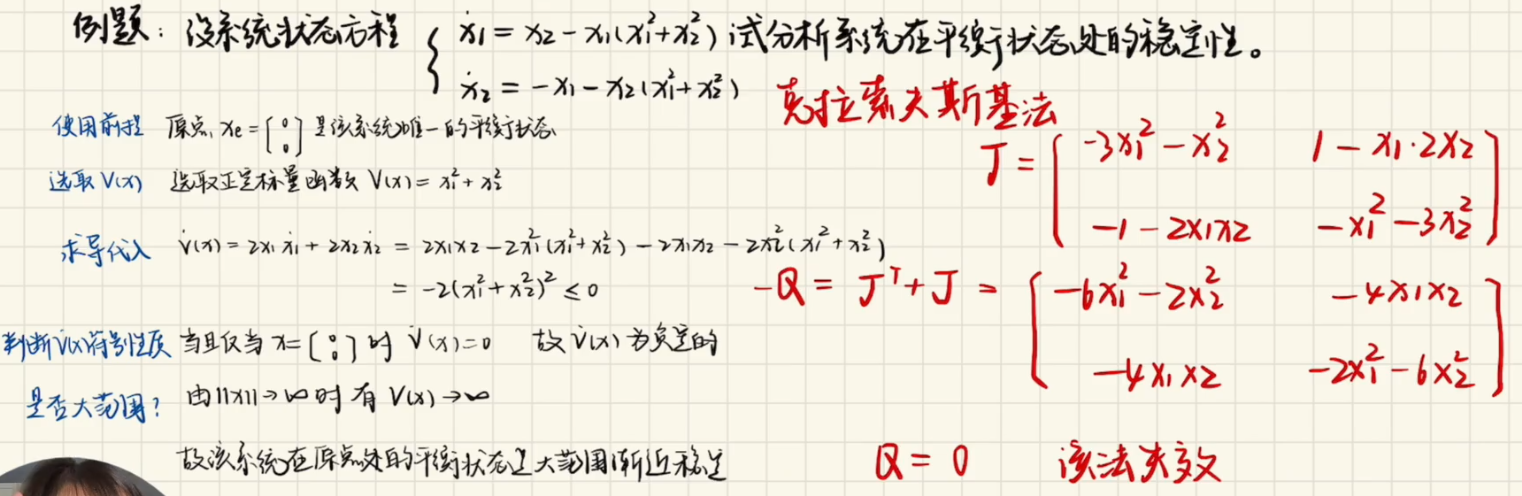 例题：设系统状态方程 { ẋ1 = x2 - x1(x1²+x2²) 试分析系统在平衡状态处的稳定性。
ẋ2 = -x1 - x2(x1²+x2²)
克拉索夫斯基法
使用前提 原点, xe = [0 0] 是该系统唯一的平衡状态
J = [ -3x1² - x2² 1 - x1·2x2
-1 - 2x1x2 -x1² - 3x2² ]
选取V(x) 选取正定标量函数 V(x) = x1² + x2²
求导代入 V̇(x) = 2x1ẋ1 + 2x2ẋ2 = 2x1x2 - 2x1²(x1²+x2²) - 2x1x2 - 2x2²(x1²+x2²)
= -2(x1²+x2²)² ≤ 0
-Q = Jᵀ + J = [ -6x1² - 2x2² -4x1x2
-4x1x2 -2x1² - 6x2² ]
判断V̇(x)符号性质 当且仅当 x = [0 0] 时 V̇(x)=0 故 V̇(x) 为负定的
是否大范围? 由||x||→∞时 有 V(x)→∞
故该系统在原点处的平衡状态是大范围渐近稳定
Q = 0 该法失效